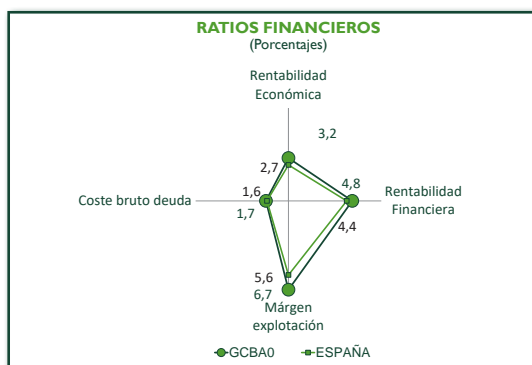 RATIOS FINANCIEROS
(Porcentajes)
Rentabilidad
Económica
3,2
2,7
4,8
1,6
Coste bruto deuda
Rentabilidad
Financiera
1,7
4,4
5,6
6,7
Márgen
explotación
GCBA0
ESPAÑA